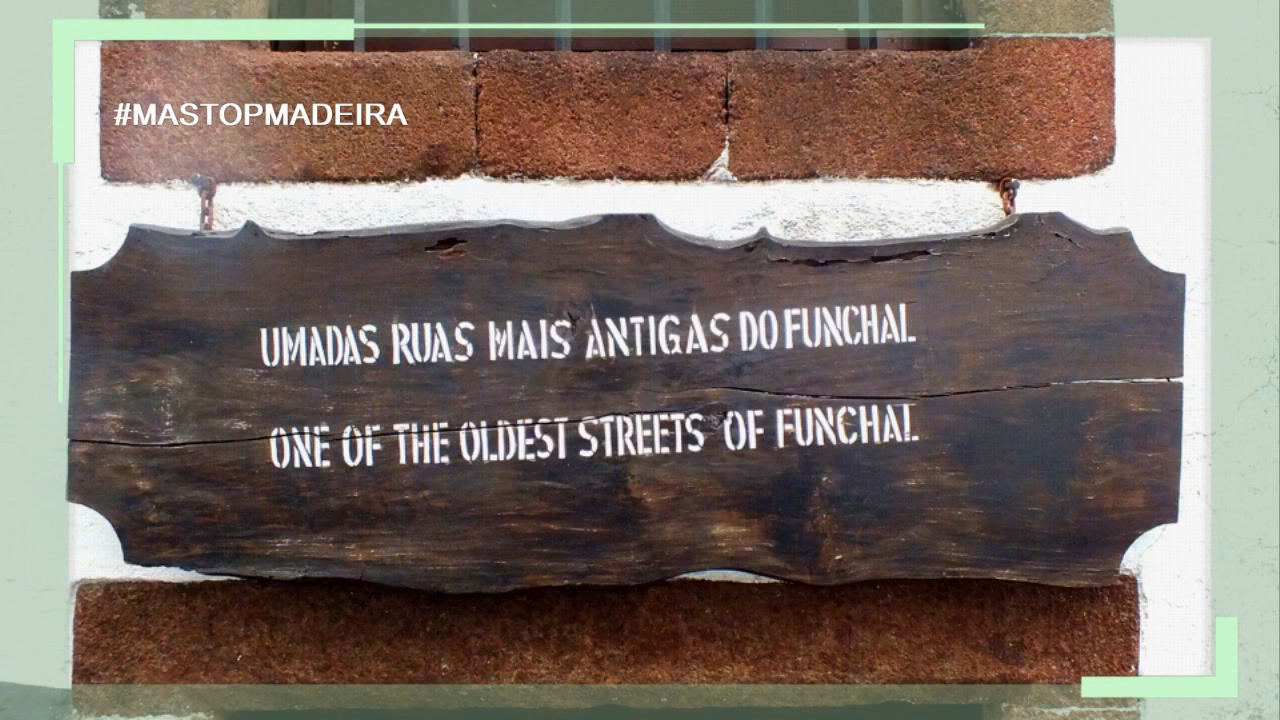 #MASTOPMADEIRA
UMADAS RUAS MAIS ANTIGAS DO FUNCHAL
ONE OF THE OLDEST STREETS OF FUNCHAL